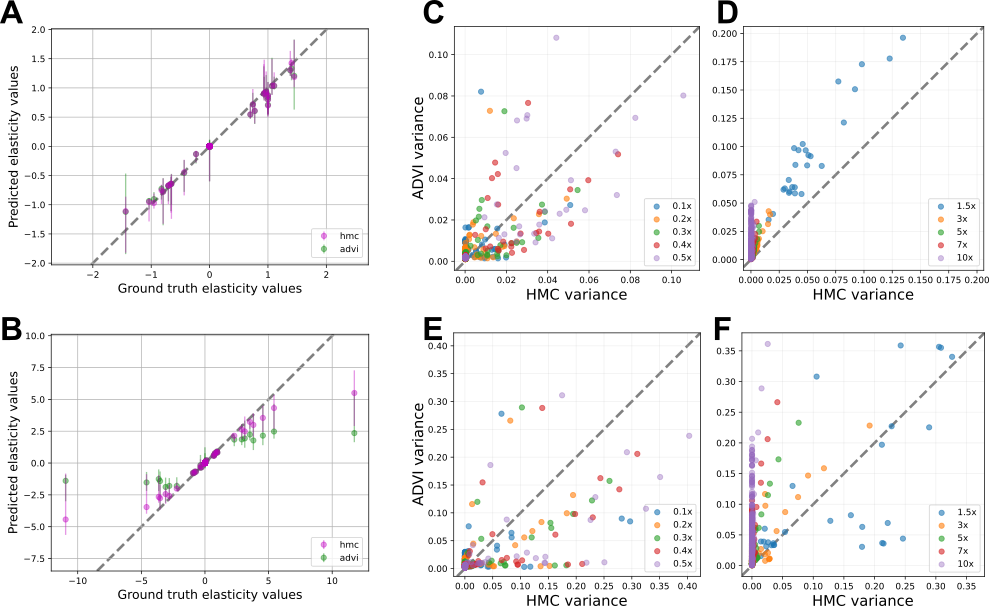 A
2.0
1.5
1.0
0.5
0.0
−0.5
−1.0
−1.5
−2.0
Predicted elasticity values
−2
−1
0
1
2
Ground truth elasticity values
hmc
advi
C
0.10
0.08
0.06
0.04
0.02
0.00
ADVI variance
0.00
0.02
0.04
0.06
0.08
0.10
HMC variance
0.1x
0.2x
0.3x
0.4x
0.5x
D
0.200
0.175
0.150
0.125
0.100
0.075
0.050
0.025
0.000
0.000
0.025
0.050
0.075
0.100
0.125
0.150
0.175
0.200
HMC variance
1.5x
3x
5x
7x
10x
B
10.0
7.5
5.0
2.5
0.0
−2.5
−5.0
−7.5
Predicted elasticity values
−10
−5
0
5
10
Ground truth elasticity values
hmc
advi
E
0.40
0.35
0.30
0.25
0.20
0.15
0.10
0.05
0.00
ADVI variance
0.00
0.05
0.10
0.15
0.20
0.25
0.30
0.35
0.40
HMC variance
0.1x
0.2x
0.3x
0.4x
0.5x
F
0.35
0.30
0.25
0.20
0.15
0.10
0.05
0.00
0.00
0.05
0.10
0.15
0.20
0.25
0.30
0.35
HMC variance
1.5x
3x
5x
7x
10x